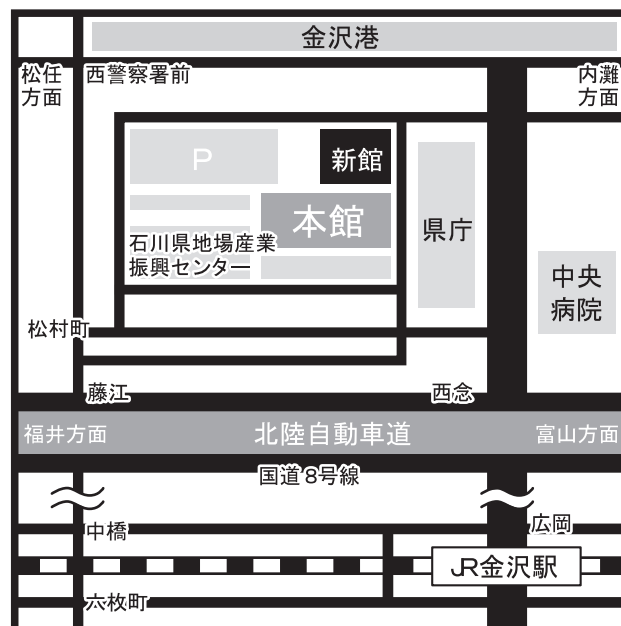 金沢港
松任
方面
西警察署前
内灘
方面
P
新館
本館
石川県地場産業
振興センター
県庁
中央
病院
松村町
藤江
西念
福井方面
北陸自動車道
富山方面
国道8号線
中橋
広岡
JR金沢駅
六枚町